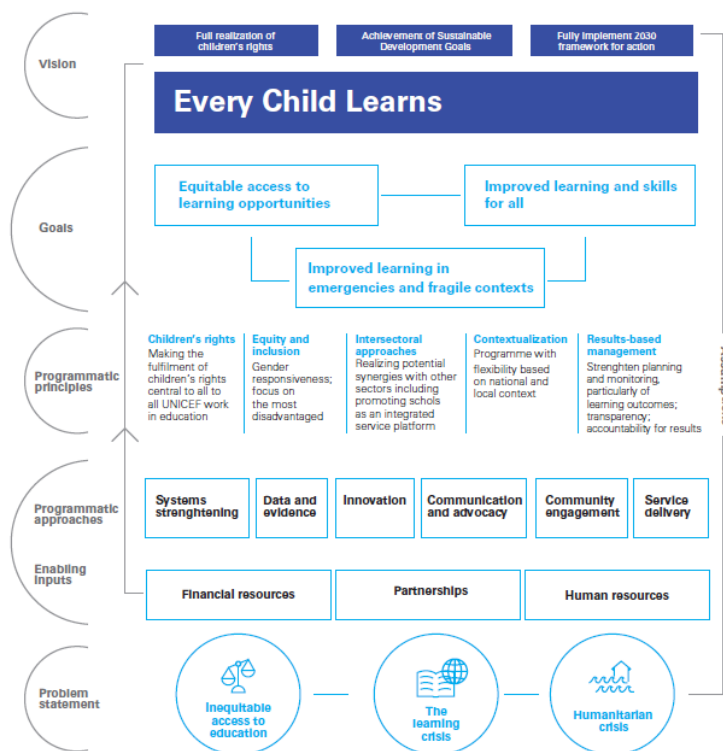 Vision
Full realization of
children's rights
Achievement of Sustainable
Development Goals
Fully implement 2030
framework for action
Every Child Learns
Goals
Equitable access to
learning opportunities
Improved learning and skills
for all
Improved learning in
emergencies and fragile contexts
Programmatic
principles
Children's rights
Making the
fulfilment of
children's rights
central to all to
all UNICEF work
in education
Equity and
inclusion
Gender
responsiveness;
focus on
the most
disadvantaged
Intersectoral
approaches
Realizing potential
synergies with other
sectors including
promoting schols
as an integrated
service platform
Contextualization
Programme with
flexibility based
on national and
local context
Results-based
management
Strenghten planning
and monitoring,
particularly of
learning outcomes;
transparency;
accountability for results
Programmatic
approaches
Systems
strenghtening
Data and
evidence
Innovation
Communication
and advocacy
Community
engagement
Service
delivery
Enabling
inputs
Financial resources
Partnerships
Human resources
Problem
statement
Inequitable
access to
education
The
learning
crisis
Humanitarian
crisis